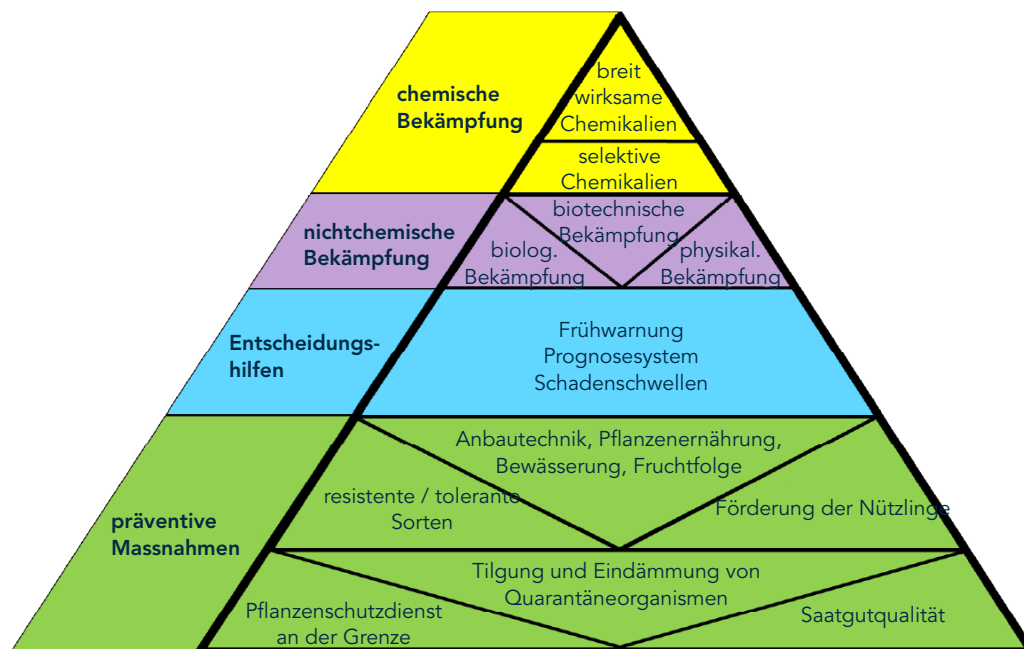 chemische
Bekämpfung
breit
wirksame
Chemikalien
selektive
Chemikalien
nichtchemische
Bekämpfung
biotechnische
Bekämpfung
biolog.
Bekämpfung
physikal.
Bekämpfung
Entscheidungs-
hilfen
Frühwarnung
Prognosesystem
Schadenschwellen
präventive
Massnahmen
Anbautechnik, Pflanzenernährung,
Bewässerung, Fruchtfolge
resistente / tolerante
Sorten
Förderung der Nützlinge
Tilgung und Eindämmung von
Quarantäneorganismen
Pflanzenschutzdienst
an der Grenze
Saatgutqualität